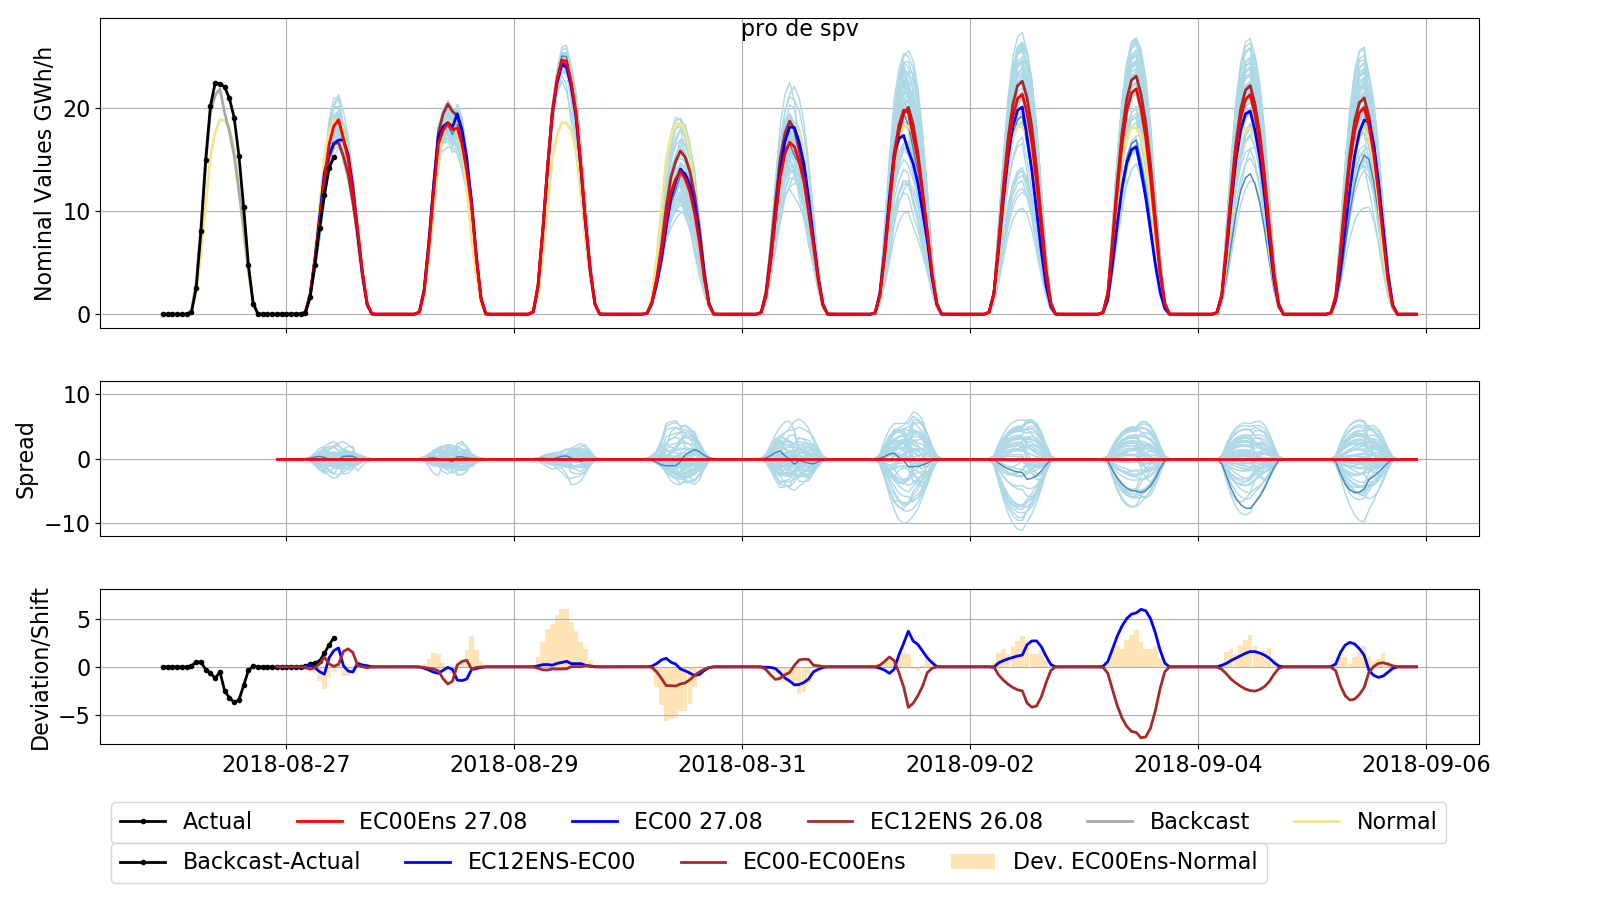 pro de spv
Nominal Values GWh/h
20
10
0
Spread
10
0
−10
Deviation/Shift
5
0
−5
2018-08-27 2018-08-29 2018-08-31 2018-09-02 2018-09-04 2018-09-06
Actual EC00Ens 27.08 EC00 27.08 EC12ENS 26.08 Backcast Normal
Backcast-Actual EC12ENS-EC00 EC00-EC00Ens Dev. EC00Ens-Normal